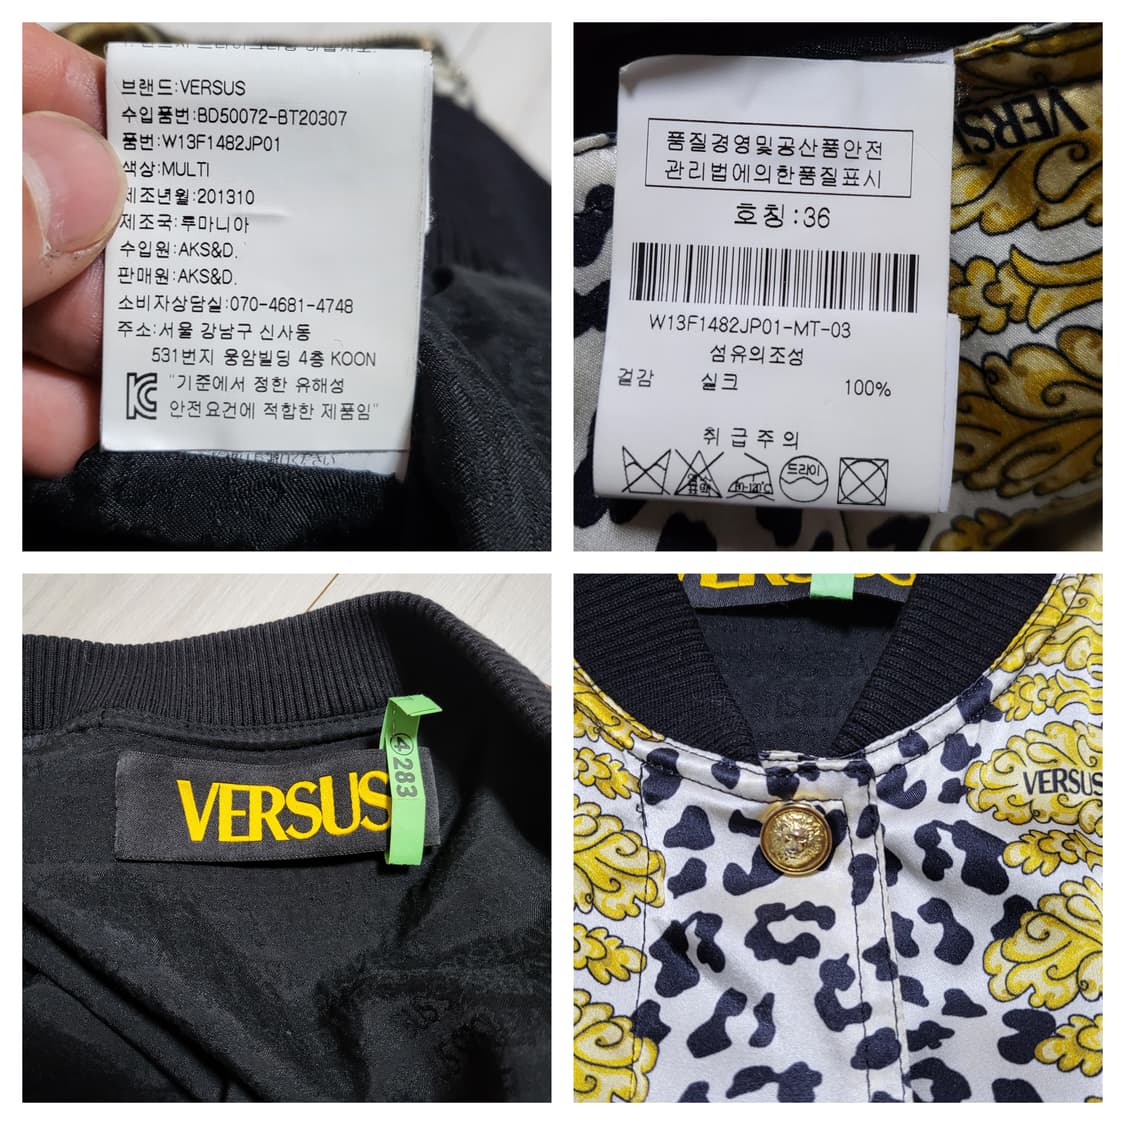 브랜드:VERSUS
수입품번:BD50072-BT20307
품번:W13F1482JP01
색상:MULTI
제조년월:201310
제조국:루마니아
수입원:AKS&D.
판매원:AKS&D.
소비자상담실:070-4681-4748
주소:서울 강남구 신사동
531번지 웅암빌딩 4층 KOON
"기준에서 정한 유해성
안전요건에 적합한 제품임"
품질경영및공산품안전
관리법에의한품질표시
호칭:36
W13F1482JP01-MT-03
섬유의조성
겉감 실크 100%
취급주의
드라이
VERSUS
④283
VERSUS